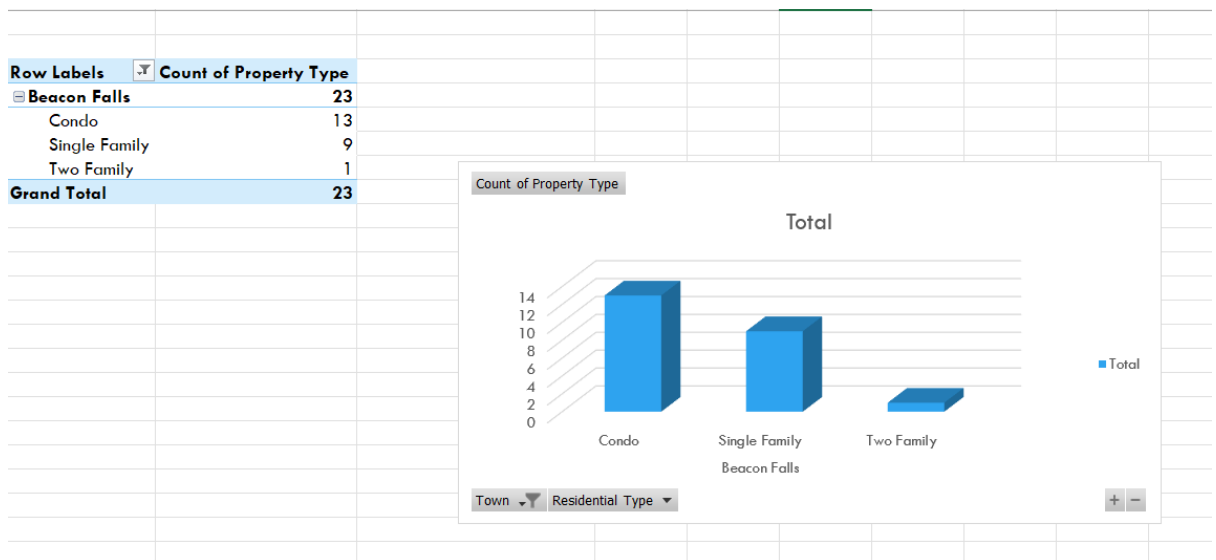 Row Labels Count of Property Type
Beacon Falls 23
Condo 13
Single Family 9
Two Family 1
Grand Total 23
Count of Property Type
Total
14
12
10
8
6
4
2
0
Total
Condo Single Family Two Family
Beacon Falls
Town Residential Type
+ −